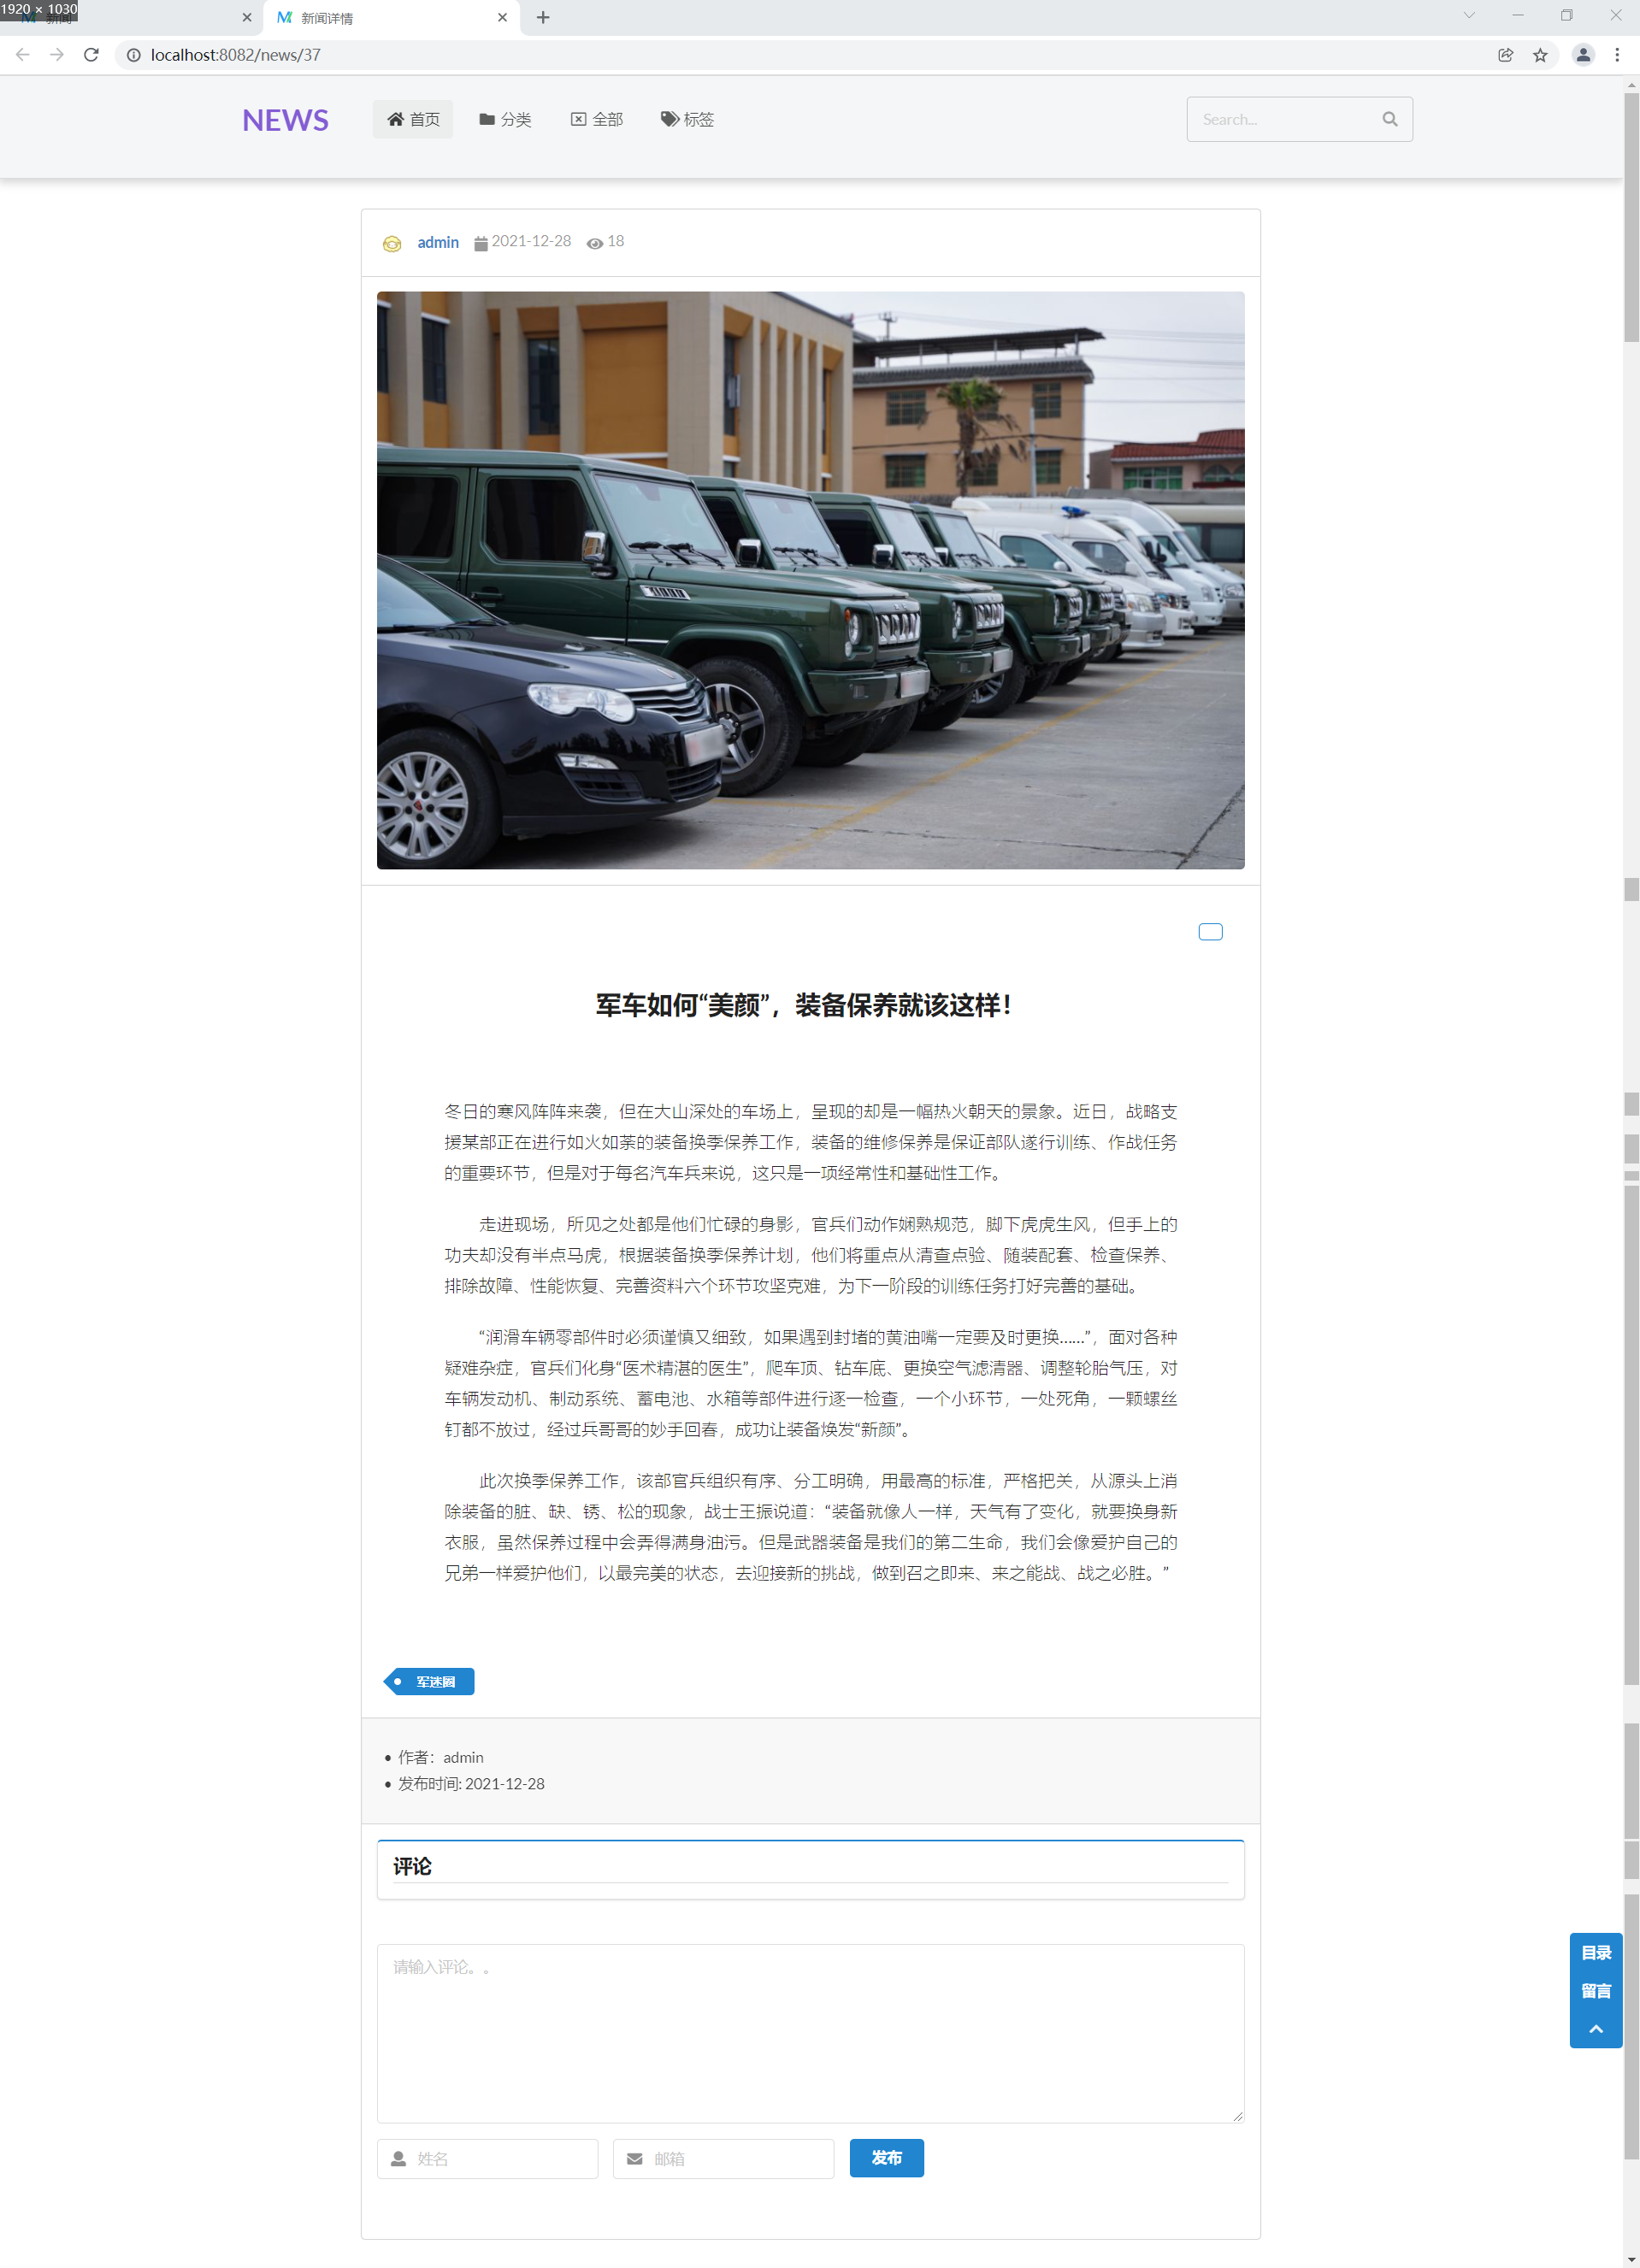 1920 × 1030
新闻
新闻详情
localhost:8082/news/37
NEWS
首页
分类
全部
标签
Search...
admin
2021-12-28
18
军车如何“美颜”，装备保养就该这样！
冬日的寒风阵阵来袭，但在大山深处的车场上，呈现的却是一幅热火朝天的景象。近日，战略支
援某部正在进行如火如荼的装备换季保养工作，装备的维修保养是保证部队遂行训练、作战任务
的重要环节，但是对于每名汽车兵来说，这只是一项经常性和基础性工作。
走进现场，所见之处都是他们忙碌的身影，官兵们动作娴熟规范，脚下虎虎生风，但手上的
功夫却没有半点马虎，根据装备换季保养计划，他们将重点从清查点验、随装配套、检查保养、
排除故障、性能恢复、完善资料六个环节攻坚克难，为下一阶段的训练任务打好完善的基础。
“润滑车辆零部件时必须谨慎又细致，如果遇到封堵的黄油嘴一定要及时更换......”，面对各种
疑难杂症，官兵们化身“医术精湛的医生”，爬车顶、钻车底、更换空气滤清器、调整轮胎气压，对
车辆发动机、制动系统、蓄电池、水箱等部件进行逐一检查，一个小环节，一处死角，一颗螺丝
钉都不放过，经过兵哥哥的妙手回春，成功让装备焕发“新颜”。
此次换季保养工作，该部官兵组织有序、分工明确，用最高的标准，严格把关，从源头上消
除装备的脏、缺、锈、松的现象，战士王振说道：“装备就像人一样，天气有了变化，就要换身新
衣服，虽然保养过程中会弄得满身油污。但是武器装备是我们的第二生命，我们会像爱护自己的
兄弟一样爱护他们，以最完美的状态，去迎接新的挑战，做到召之即来、来之能战、战之必胜。”
军迷圈
作者：admin
发布时间: 2021-12-28
评论
请输入评论。。
目录
留言
姓名
邮箱
发布